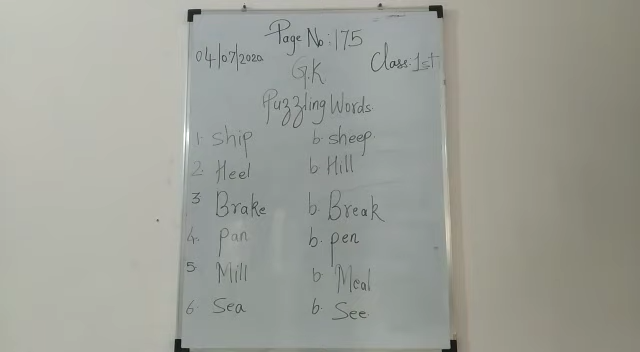 Page No: 175
04/07/2020
Class: 1st
G.K
Puzzling Words
1. Ship b. sheep.
2. Heel b. Hill
3 Brake b. Break
4. pan b. pen
5. Mill b. Meal
6. Sea b. See